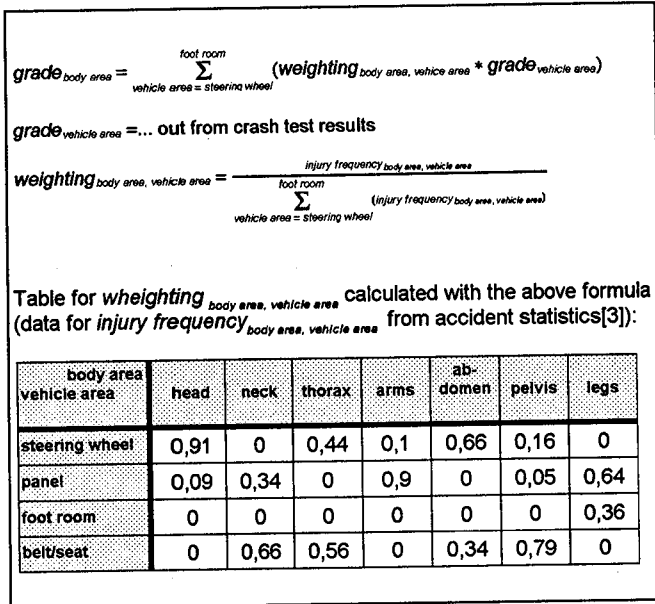 foot room
grade body area = Σ (weighting body area, vehice area * grade vehicle area)
vehicle area = steering wheel
grade vehicle area =... out from crash test results
injury frequency body area, vehicle area
weighting body area, vehicle area =
foot room
Σ (injury frequency body area, vehicle area)
vehicle area = steering wheel
Table for wheighting body area, vehicle area calculated with the above formula
(data for injury frequency body area, vehicle area from accident statistics[3]):
body area
vehicle area head neck thorax arms ab-
domen pelvis legs
steering wheel 0,91 0 0,44 0,1 0,66 0,16 0
panel 0,09 0,34 0 0,9 0 0,05 0,64
foot room 0 0 0 0 0 0 0,36
belt/seat 0 0,66 0,56 0 0,34 0,79 0